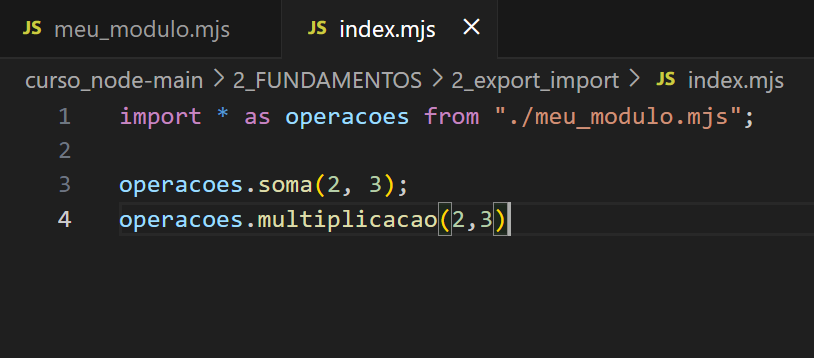 JS meu_modulo.mjs JS index.mjs ×
curso_node-main > 2_FUNDAMENTOS > 2_export_import > JS index.mjs
1 import * as operacoes from "./meu_modulo.mjs";
2
3 operacoes.soma(2, 3);
4 operacoes.multiplicacao(2,3)